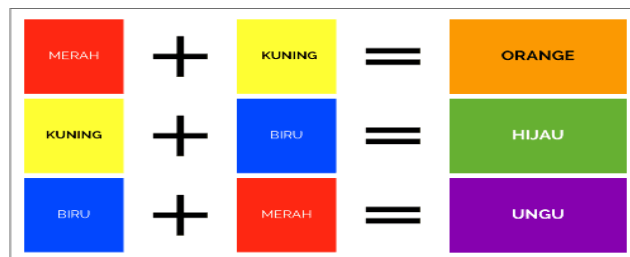 MERAH + KUNING = ORANGE
KUNING + BIRU = HIJAU
BIRU + MERAH = UNGU